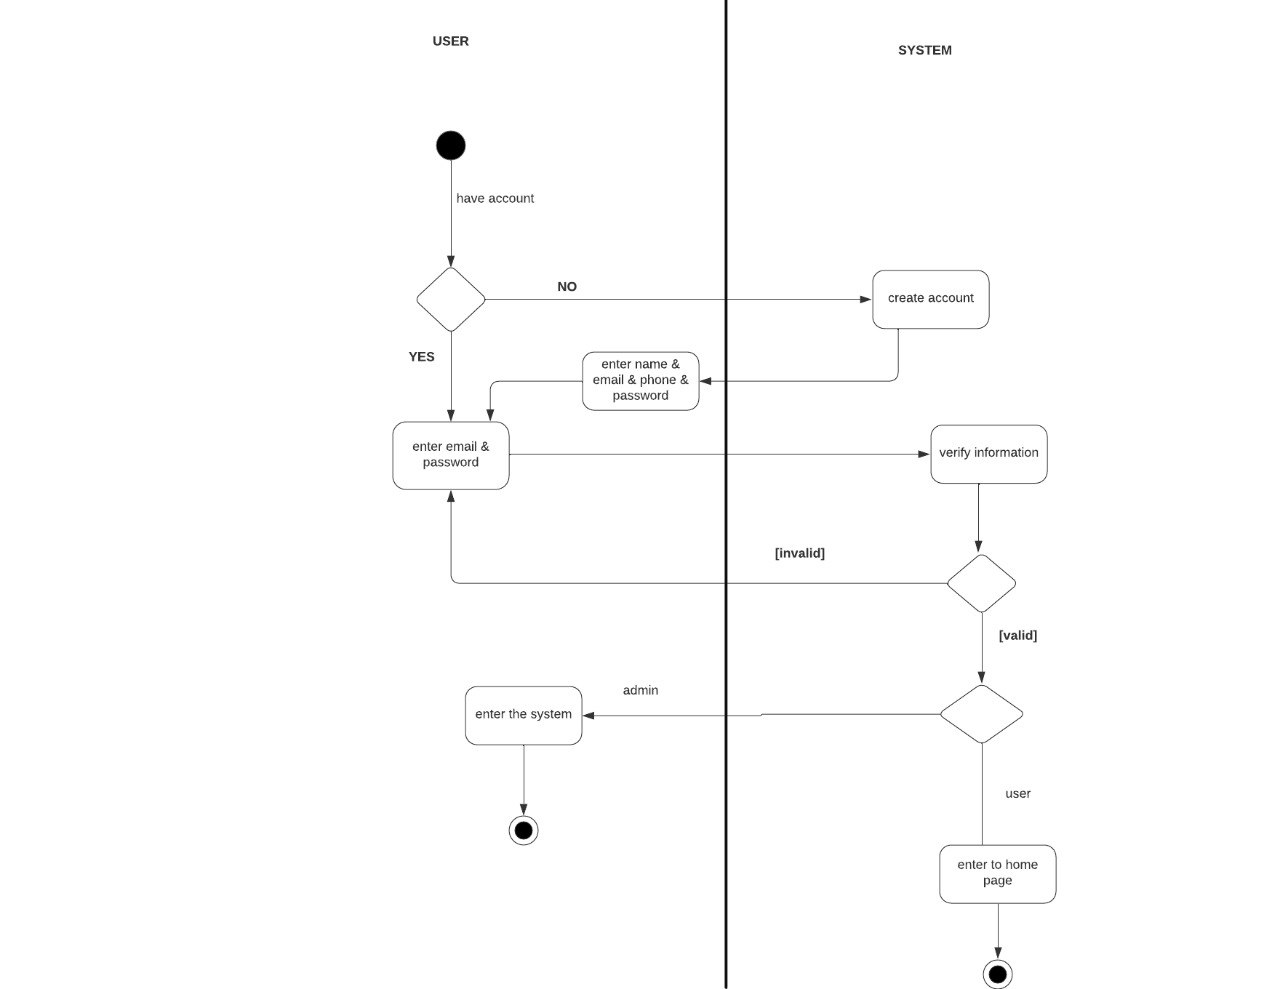 USER
SYSTEM
have account
NO
create account
YES
enter name &
email & phone &
password
enter email &
password
verify information
[invalid]
[valid]
admin
enter the system
user
enter to home
page